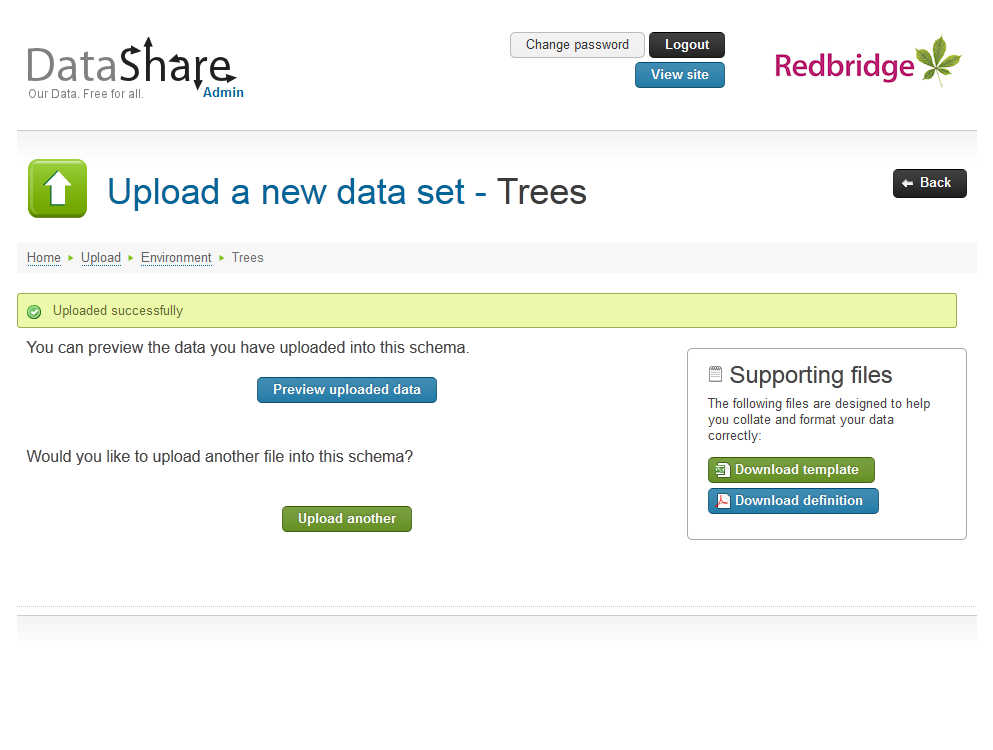 DataShare
Our Data. Free for all.
Admin
Change password
Logout
View site
Redbridge
Upload a new data set - Trees
Back
Home
Upload
Environment
Trees
Uploaded successfully
You can preview the data you have uploaded into this schema.
Preview uploaded data
Would you like to upload another file into this schema?
Upload another
Supporting files
The following files are designed to help
you collate and format your data
correctly:
Download template
Download definition